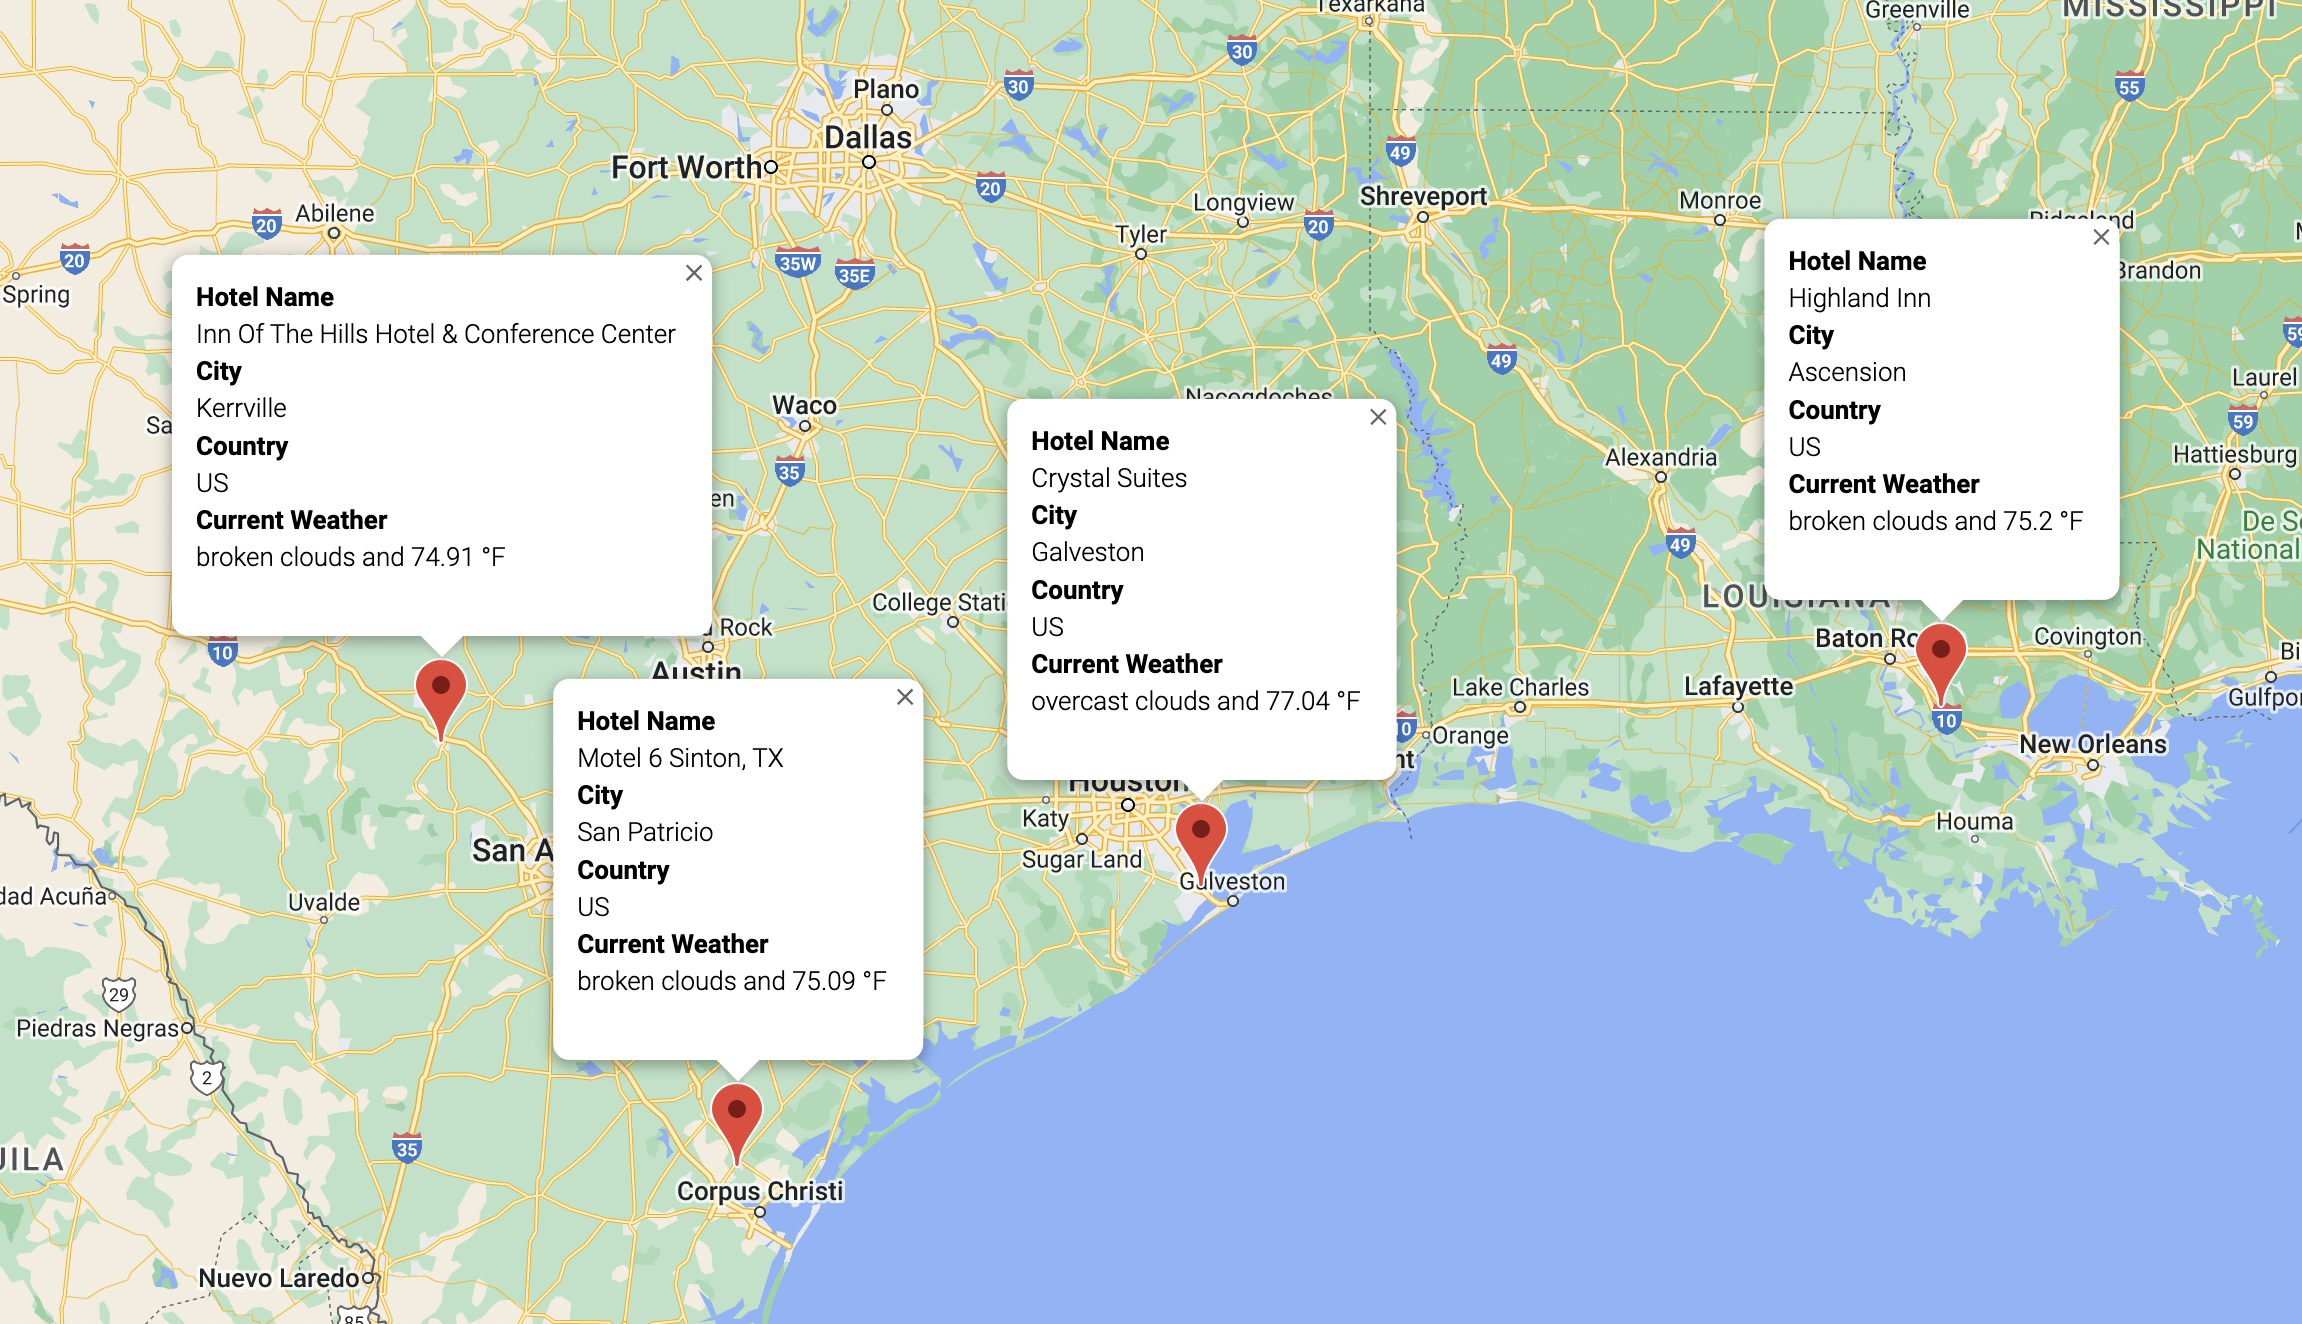 Texarkana
Greenville
MISSISSIPPI
30
30
55
Plano
Dallas
Fort Worth
49
20
Longview
Shreveport
Monroe
Abilene
20
20
Tyler
20
Spring
35W
35E
Brandon
Hotel Name
Inn Of The Hills Hotel & Conference Center
City
Kerrville
Country
US
Current Weather
broken clouds and 74.91 °F
Hotel Name
Highland Inn
City
Ascension
Country
US
Current Weather
broken clouds and 75.2 °F
59
49
Laurel
59
Waco
Nacogdoches
35
Hattiesburg
Alexandria
49
De So
National
Hotel Name
Crystal Suites
City
Galveston
Country
US
Current Weather
overcast clouds and 77.04 °F
College Stati
LOUISIANA
Rock
10
Austin
Baton Ro
Covington
Bi
Lake Charles
Lafayette
Gulfpor
10
Orange
New Orleans
Hotel Name
Motel 6 Sinton, TX
City
San Patricio
Country
US
Current Weather
broken clouds and 75.09 °F
Houston
Katy
Sugar Land
Galveston
Houma
San A
dad Acuña
Uvalde
29
Piedras Negras
2
35
UILA
Corpus Christi
Nuevo Laredo
85